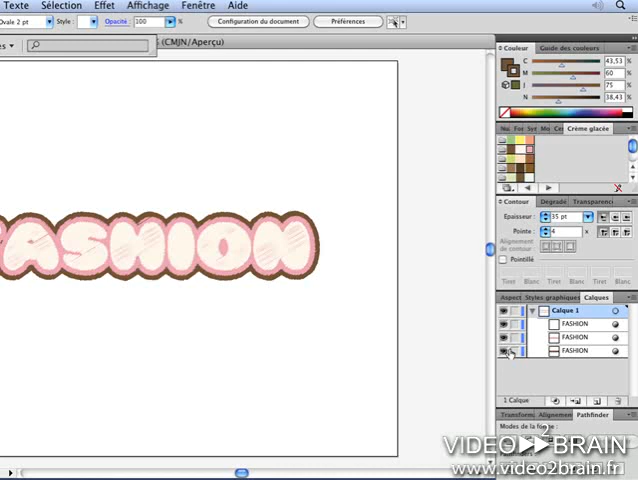 Texte Sélection Effet Affichage Fenêtre Aide
Ovale 2 pt Style : Opacité : 100 % Configuration du document Préférences
% (CMJN/Aperçu)
Couleur Guide des couleurs
C 43,53 %
M 60 %
J 75 %
N 38,43 %
Crème glacée
Contour Dégradé Transparence
Epaisseur : 35 pt
Pointe : 4 x
Alignement de contour :
Pointillé
Tiret Blanc Tiret Blanc Tiret Blanc
Aspect Styles graphiques Calques
Calque 1
FASHION
FASHION
FASHION
1 Calque
Transform Alignement Pathfinder
Modes de la forme :
FASHION
VIDEO2BRAIN
www.video2brain.fr